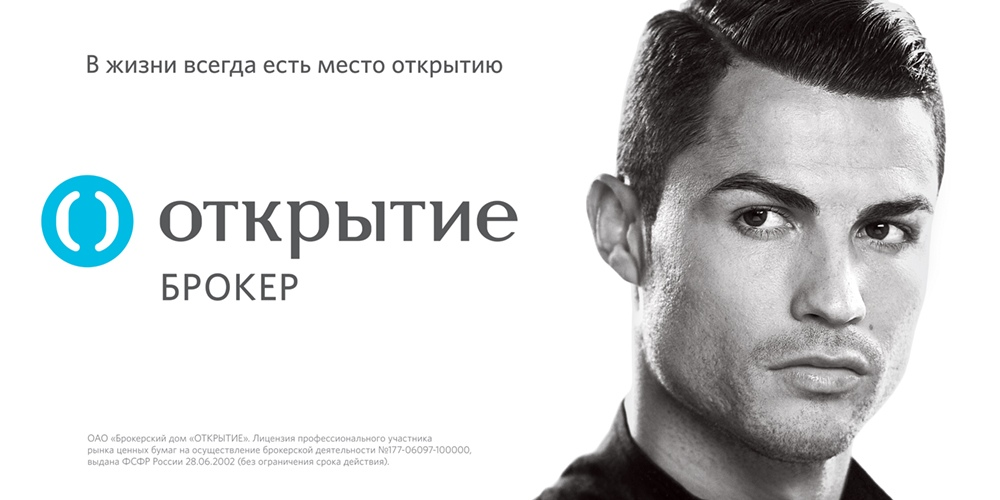 В жизни всегда есть место открытию
открытие
БРОКЕР
ОАО «Брокерский дом «ОТКРЫТИЕ». Лицензия профессионального участника
рынка ценных бумаг на осуществление брокерской деятельности №177-06097-100000,
выдана ФСФР России 28.06.2002 (без ограничения срока действия).